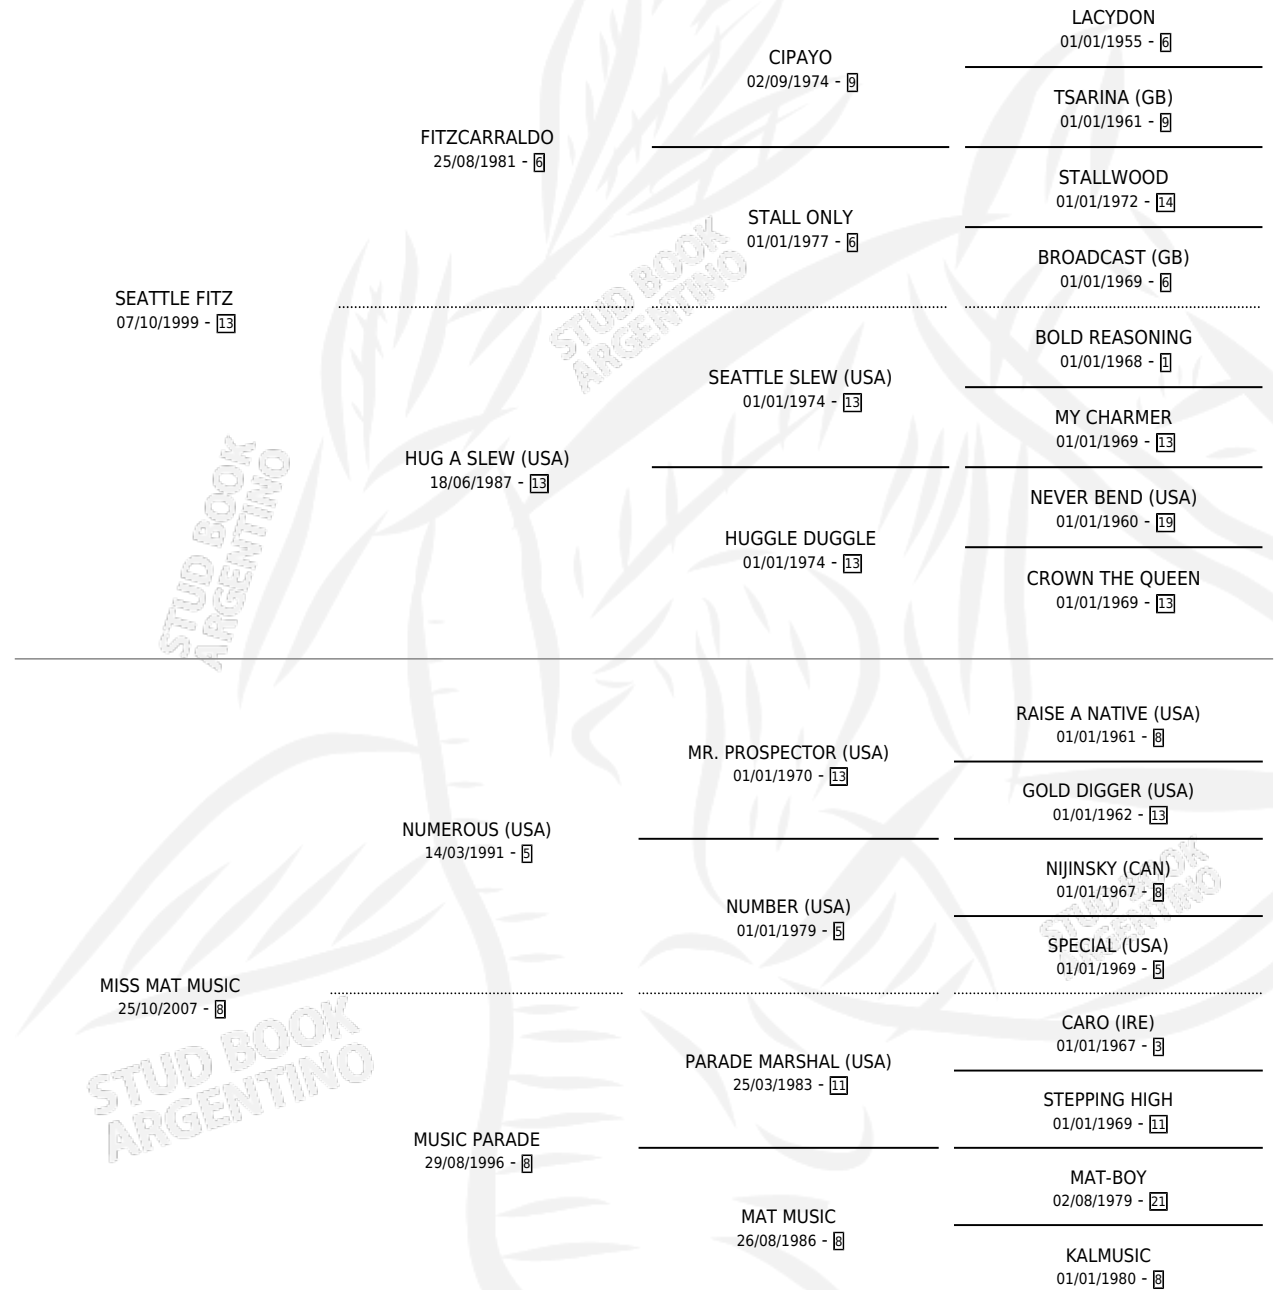 LACYDON
01/01/1955 - 6
CIPAYO
02/09/1974 - 9
TSARINA (GB)
01/01/1961 - 9
FITZCARRALDO
25/08/1981 - 6
STALLWOOD
01/01/1972 - 14
STALL ONLY
01/01/1977 - 6
BROADCAST (GB)
01/01/1969 - 6
SEATTLE FITZ
07/10/1999 - 13
BOLD REASONING
01/01/1968 - 1
SEATTLE SLEW (USA)
01/01/1974 - 13
MY CHARMER
01/01/1969 - 13
HUG A SLEW (USA)
18/06/1987 - 13
NEVER BEND (USA)
01/01/1960 - 19
HUGGLE DUGGLE
01/01/1974 - 13
CROWN THE QUEEN
01/01/1969 - 13
RAISE A NATIVE (USA)
01/01/1961 - 8
MR. PROSPECTOR (USA)
01/01/1970 - 13
GOLD DIGGER (USA)
01/01/1962 - 13
NUMEROUS (USA)
14/03/1991 - 5
NIJINSKY (CAN)
01/01/1967 - 8
NUMBER (USA)
01/01/1979 - 5
SPECIAL (USA)
01/01/1969 - 5
MISS MAT MUSIC
25/10/2007 - 8
CARO (IRE)
01/01/1967 - 3
PARADE MARSHAL (USA)
25/03/1983 - 11
STEPPING HIGH
01/01/1969 - 11
MUSIC PARADE
29/08/1996 - 8
MAT-BOY
02/08/1979 - 21
MAT MUSIC
26/08/1986 - 8
KALMUSIC
01/01/1980 - 8
STUD BOOK
ARGENTINO
STUD BOOK
ARGENTINO
STUD BOOK
ARGENTINO
STUD BOOK
ARGENTINO